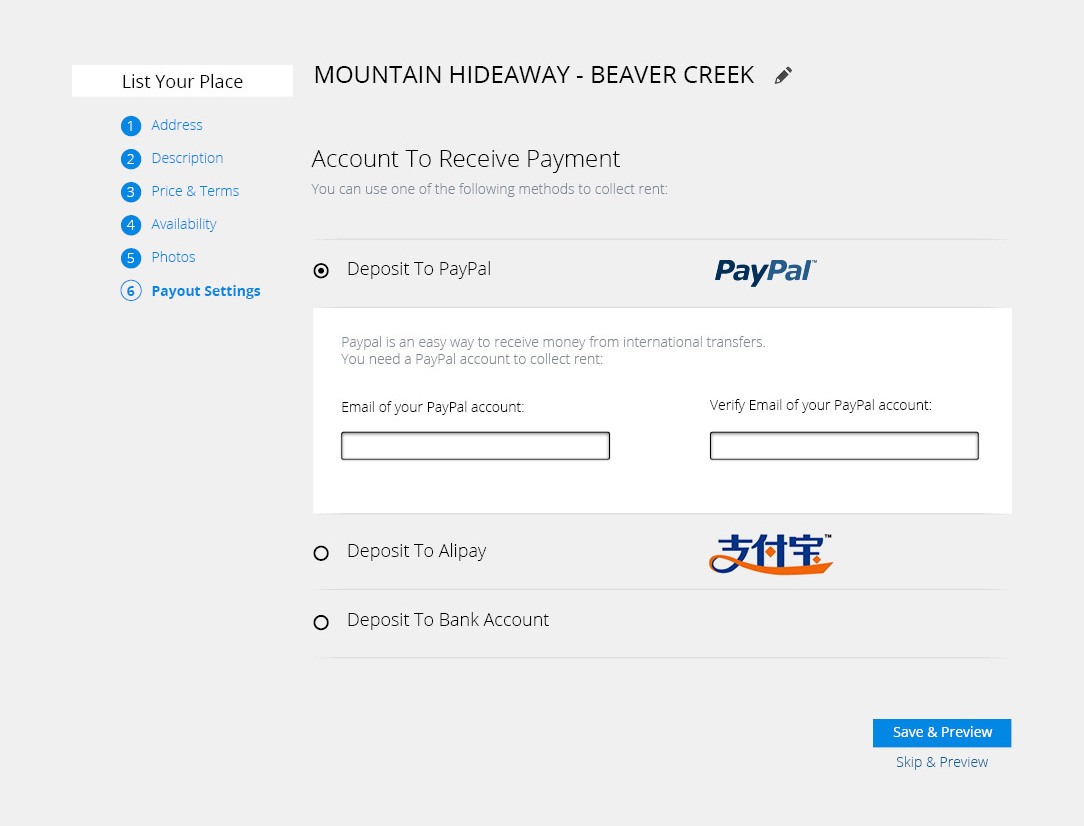 List Your Place
MOUNTAIN HIDEAWAY - BEAVER CREEK
1 Address
2 Description
3 Price & Terms
4 Availability
5 Photos
6 Payout Settings
Account To Receive Payment
You can use one of the following methods to collect rent:
Deposit To PayPal
PayPal™
Paypal is an easy way to receive money from international transfers.
You need a PayPal account to collect rent:
Email of your PayPal account:
Verify Email of your PayPal account:
Deposit To Alipay
支付宝™
Deposit To Bank Account
Save & Preview
Skip & Preview